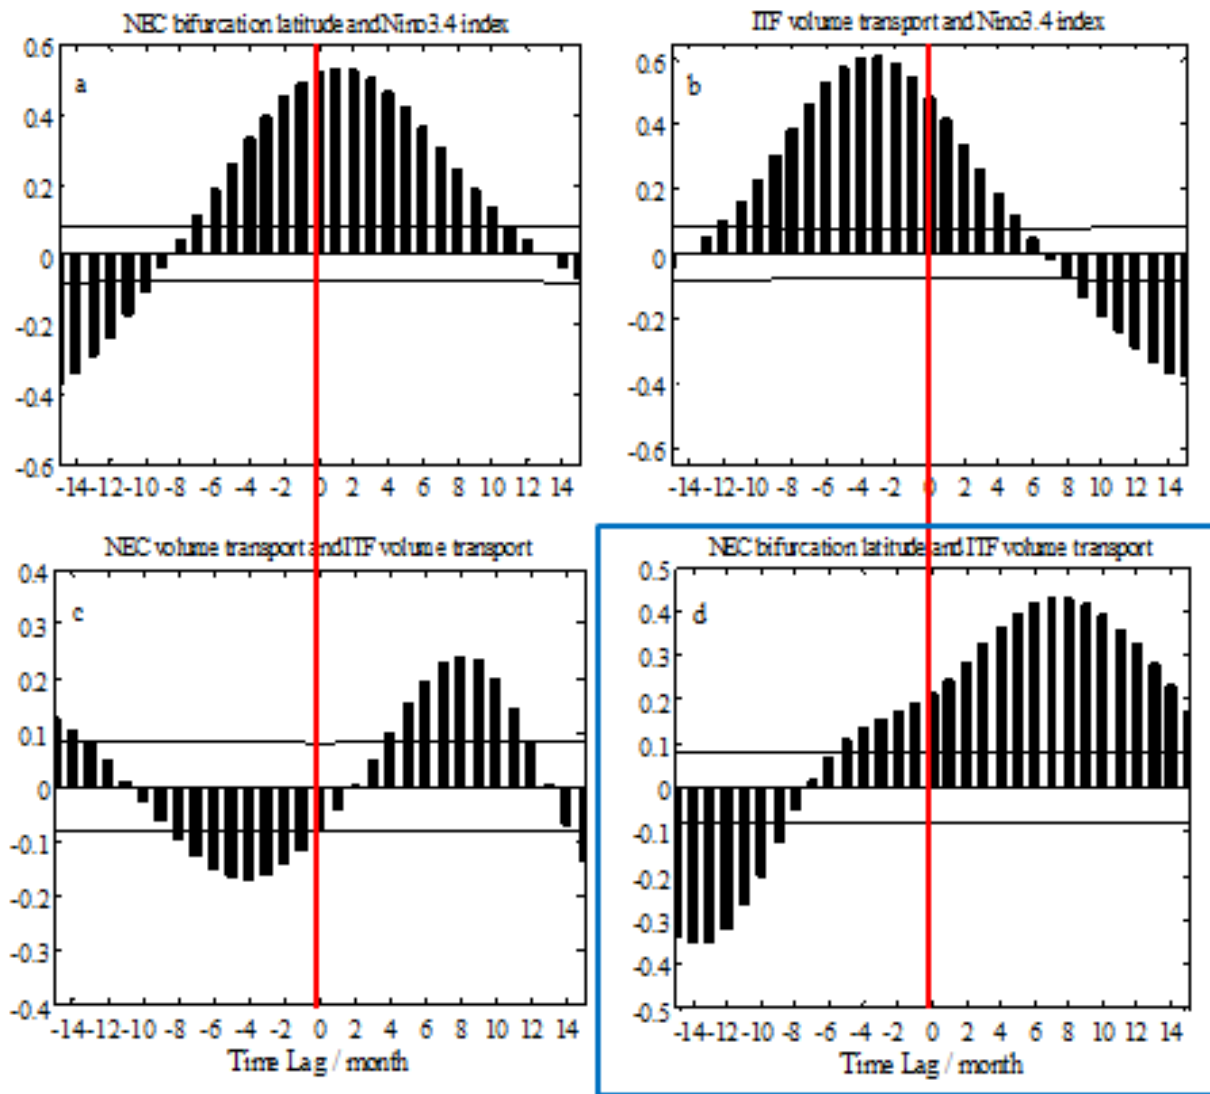 NEC bifurcation latitude and Nino3.4 index
a
0.6
0.4
0.2
0
-0.2
-0.4
-0.6
-14 -12 -10 -8 -6 -4 -2 0 2 4 6 8 10 12 14
ITF volume transport and Nino3.4 index
b
0.6
0.4
0.2
0
-0.2
-0.4
-0.6
-14 -12 -10 -8 -6 -4 -2 0 2 4 6 8 10 12 14
NEC volume transport and ITF volume transport
c
0.4
0.3
0.2
0.1
0
-0.1
-0.2
-0.3
-0.4
-14 -12 -10 -8 -6 -4 -2 0 2 4 6 8 10 12 14
Time Lag / month
NEC bifurcation latitude and ITF volume transport
d
0.5
0.4
0.3
0.2
0.1
0
-0.1
-0.2
-0.3
-0.4
-0.5
-14 -12 -10 -8 -6 -4 -2 0 2 4 6 8 10 12 14
Time Lag / month